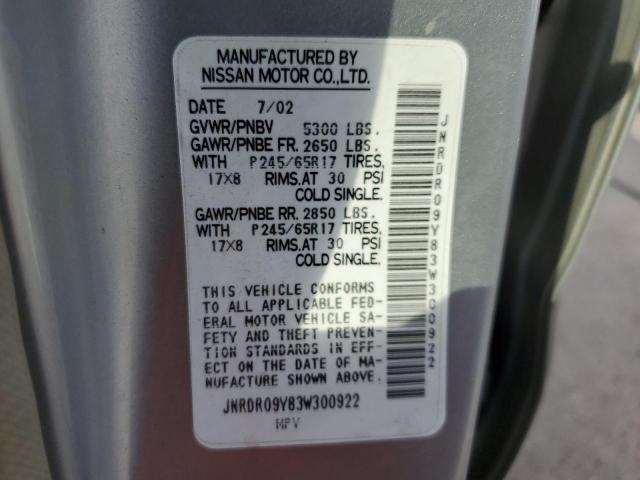 MANUFACTURED BY
NISSAN MOTOR CO.,LTD.
DATE 7/02
GVWR/PNBV 5300 LBS.
GAWR/PNBE FR. 2650 LBS.
WITH P245/65R17 TIRES,
17X8 RIMS.AT 30 PSI
COLD SINGLE.
GAWR/PNBE RR. 2850 LBS.
WITH P245/65R17 TIRES,
17X8 RIMS.AT 30 PSI
COLD SINGLE.
THIS VEHICLE CONFORMS
TO ALL APPLICABLE FED-
ERAL MOTOR VEHICLE SA-
FETY AND THEFT PREVEN-
TION STANDARDS IN EFF-
ECT ON THE DATE OF MA-
NUFACTURE SHOWN ABOVE.
JNRDR09Y83W300922
MPV
JNRDR09Y83W300922